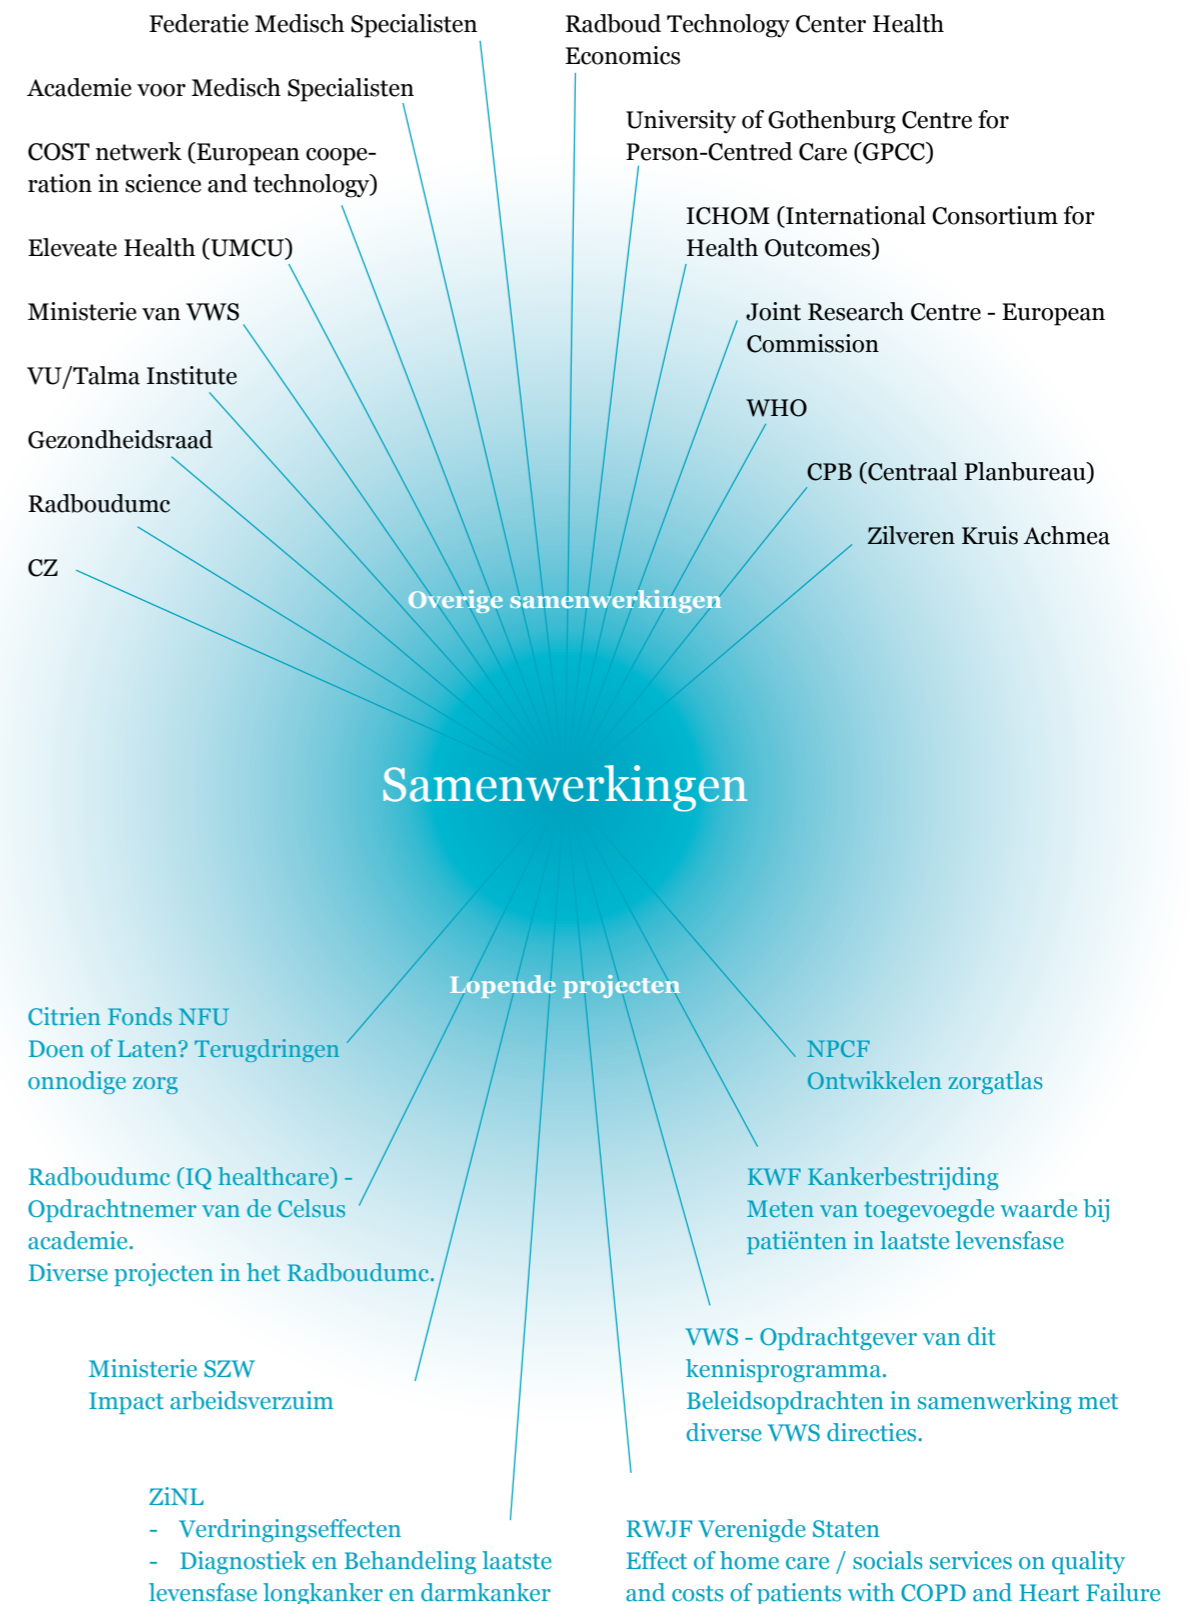 Federatie Medisch Specialisten
Academie voor Medisch Specialisten
COST netwerk (European coope-
ration in science and technology)
Eleveate Health (UMCU)
Ministerie van VWS
VU/Talma Institute
Gezondheidsraad
Radboudumc
CZ
Radboud Technology Center Health
Economics
University of Gothenburg Centre for
Person-Centred Care (GPCC)
ICHOM (International Consortium for
Health Outcomes)
Joint Research Centre - European
Commission
WHO
CPB (Centraal Planbureau)
Zilveren Kruis Achmea
Overige samenwerkingen
Samenwerkingen
Lopende projecten
Citrien Fonds NFU
Doen of Laten? Terugdringen
onnodige zorg
Radboudumc (IQ healthcare) -
Opdrachtnemer van de Celsus
academie.
Diverse projecten in het Radboudumc.
Ministerie SZW
Impact arbeidsverzuim
ZiNL
- Verdringingseffecten
- Diagnostiek en Behandeling laatste
levensfase longkanker en darmkanker
NPCF
Ontwikkelen zorgatlas
KWF Kankerbestrijding
Meten van toegevoegde waarde bij
patiënten in laatste levensfase
VWS - Opdrachtgever van dit
kennisprogramma.
Beleidsopdrachten in samenwerking met
diverse VWS directies.
RWJF Verenigde Staten
Effect of home care / socials services on quality
and costs of patients with COPD and Heart Failure